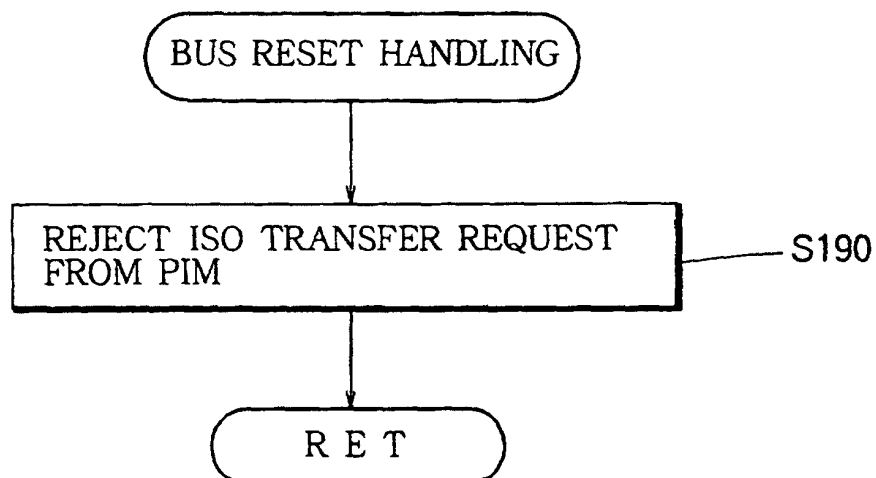 BUS RESET HANDLING
REJECT ISO TRANSFER REQUEST
FROM PIM
S190
R E T